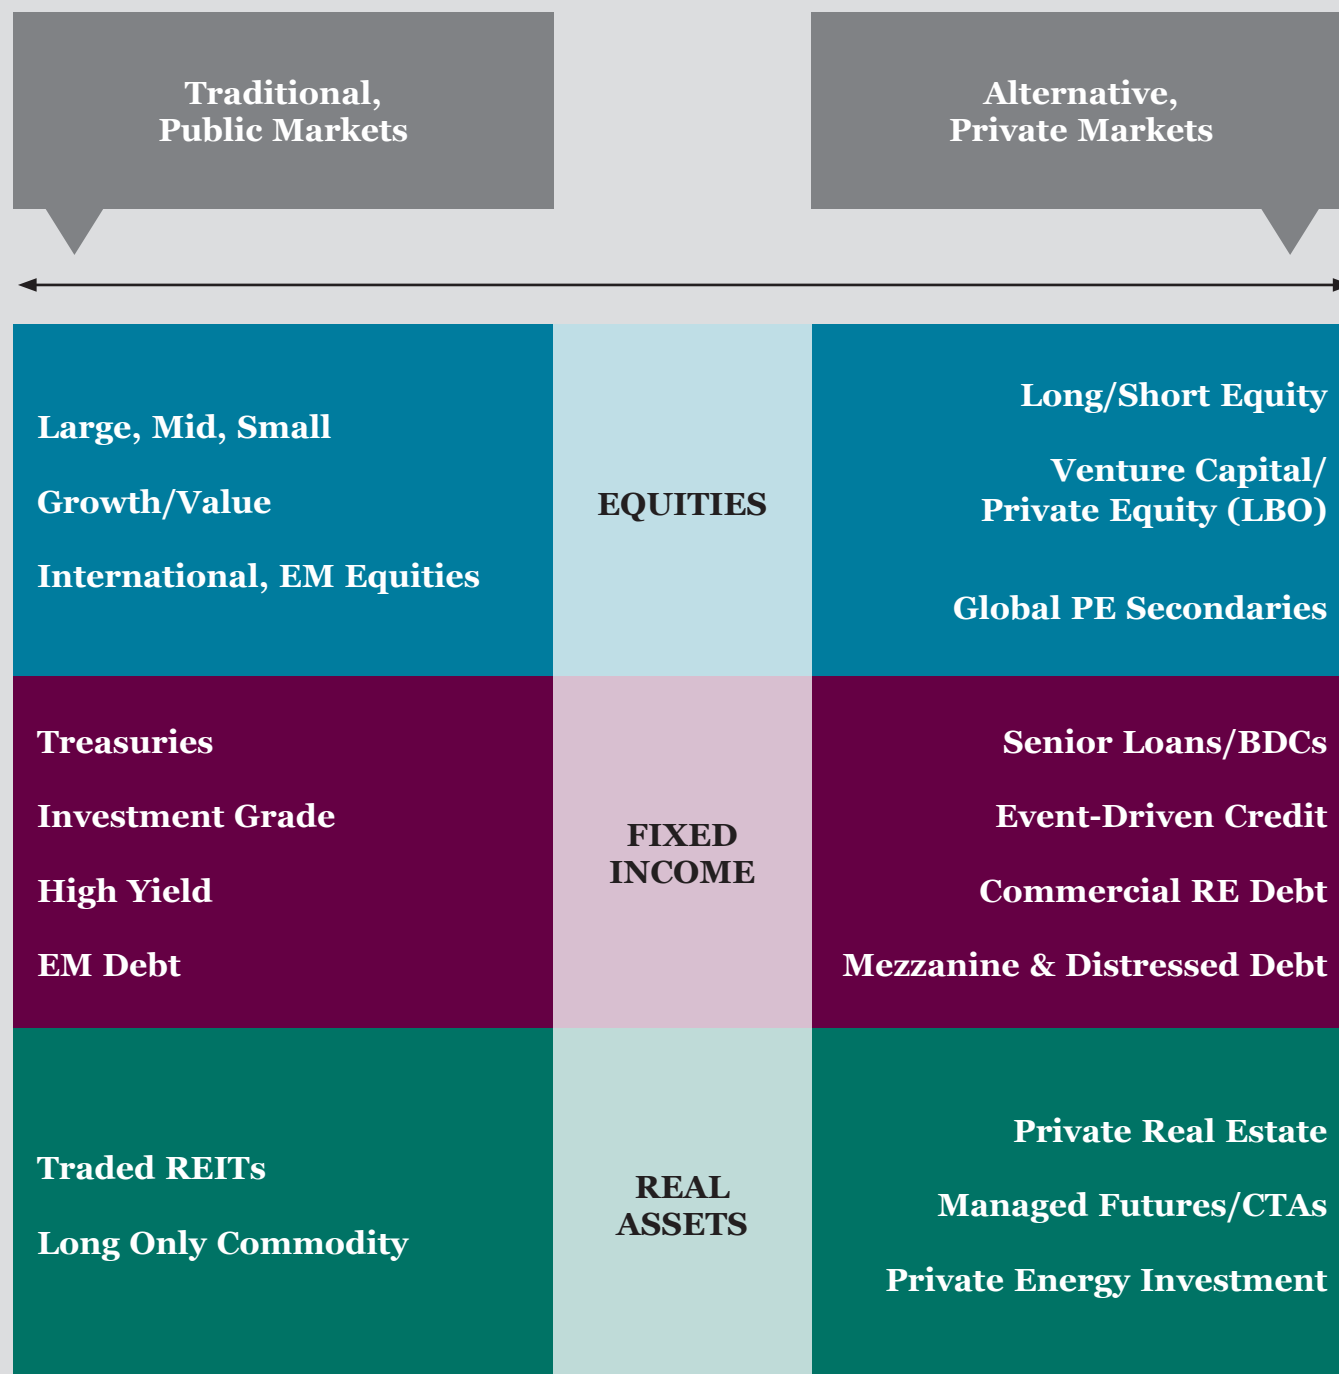 Traditional,
Public Markets
Alternative,
Private Markets
Large, Mid, Small
Growth/Value
International, EM Equities
EQUITIES
Long/Short Equity
Venture Capital/
Private Equity (LBO)
Global PE Secondaries
Treasuries
Investment Grade
High Yield
EM Debt
FIXED
INCOME
Senior Loans/BDCs
Event-Driven Credit
Commercial RE Debt
Mezzanine & Distressed Debt
Traded REITs
Long Only Commodity
REAL
ASSETS
Private Real Estate
Managed Futures/CTAs
Private Energy Investment